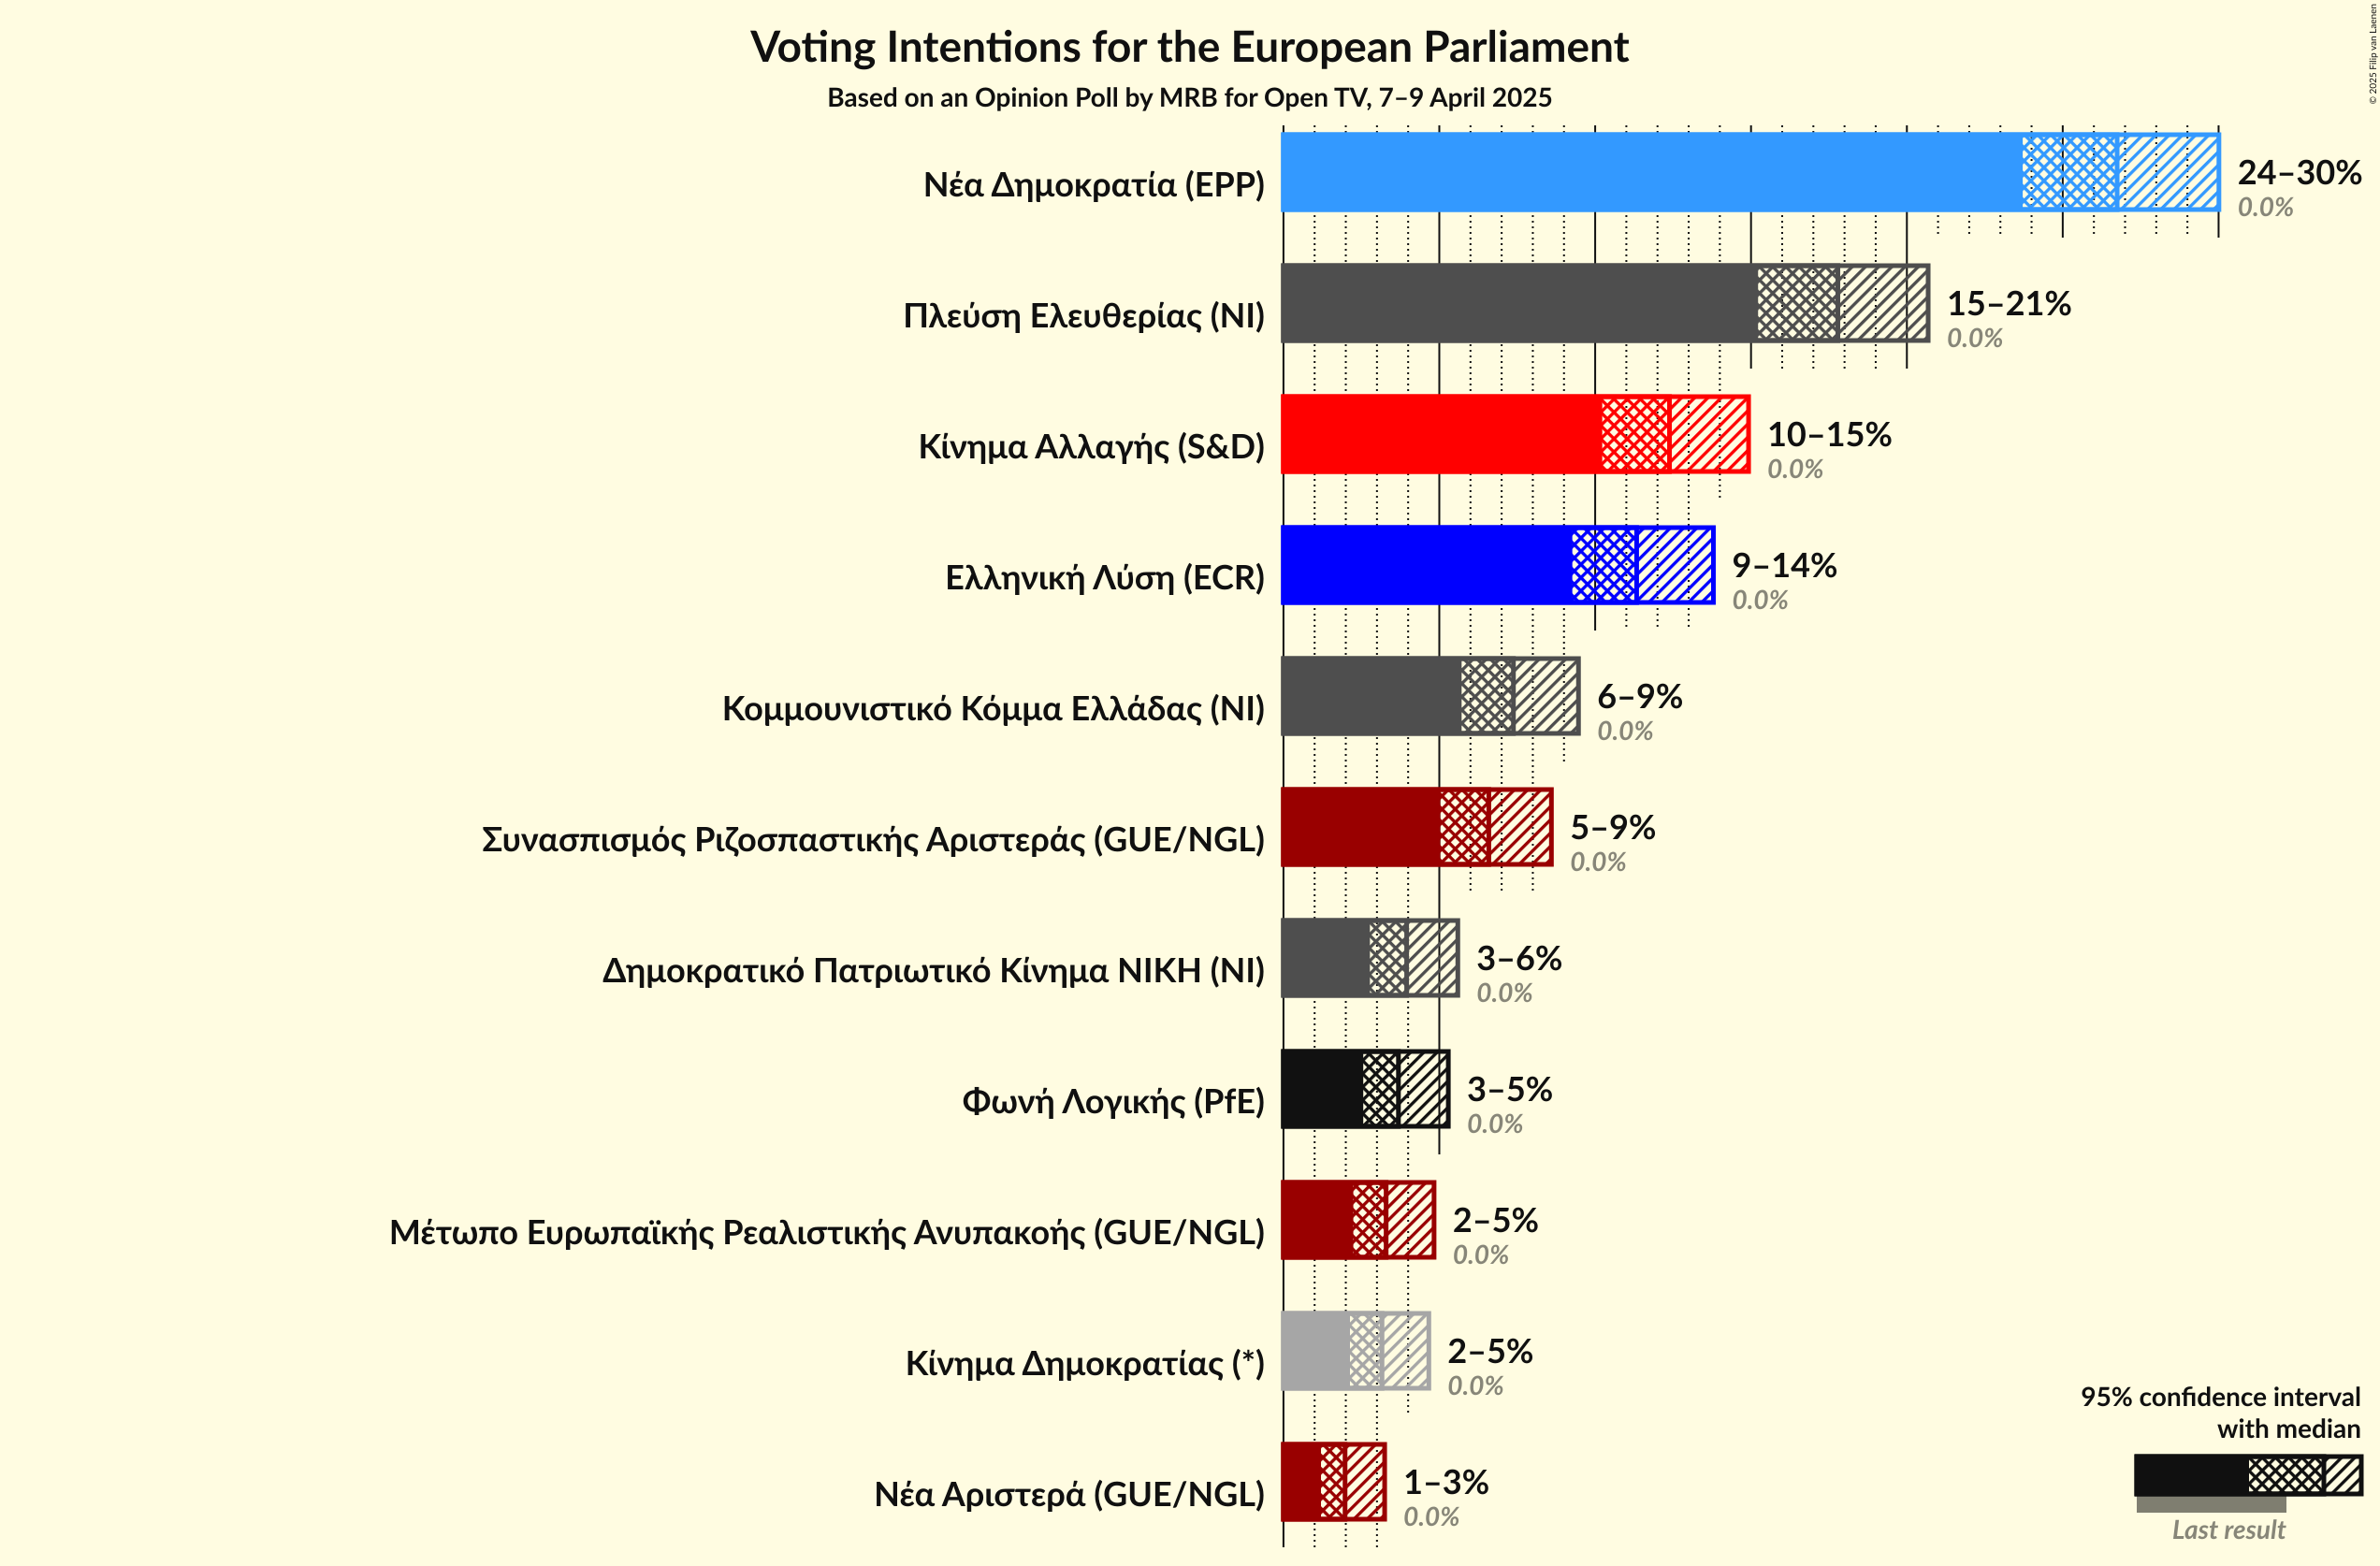 © 2025 Filip van Laenen
Voting Intentions for the European Parliament
Based on an Opinion Poll by MRB for Open TV, 7–9 April 2025
Νέα Δημοκρατία (EPP)
24–30%
0.0%
Πλεύση Ελευθερίας (NI)
15–21%
0.0%
Κίνημα Αλλαγής (S&D)
10–15%
0.0%
Ελληνική Λύση (ECR)
9–14%
0.0%
Κομμουνιστικό Κόμμα Ελλάδας (NI)
6–9%
0.0%
Συνασπισμός Ριζοσπαστικής Αριστεράς (GUE/NGL)
5–9%
0.0%
Δημοκρατικό Πατριωτικό Κίνημα ΝΙΚΗ (NI)
3–6%
0.0%
Φωνή Λογικής (PfE)
3–5%
0.0%
Μέτωπο Ευρωπαϊκής Ρεαλιστικής Ανυπακοής (GUE/NGL)
2–5%
0.0%
Κίνημα Δημοκρατίας (*)
2–5%
0.0%
Νέα Αριστερά (GUE/NGL)
1–3%
0.0%
95% confidence interval
with median
Last result